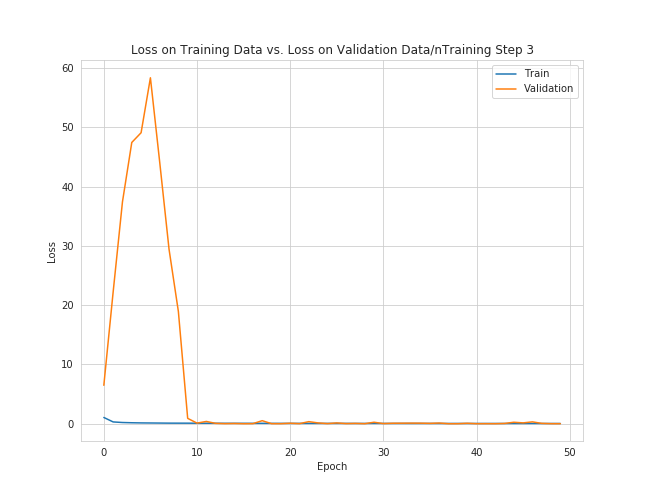 Loss on Training Data vs. Loss on Validation Data/nTraining Step 3
Train
Validation
60
50
40
30
20
10
0
Loss
0 10 20 30 40 50
Epoch